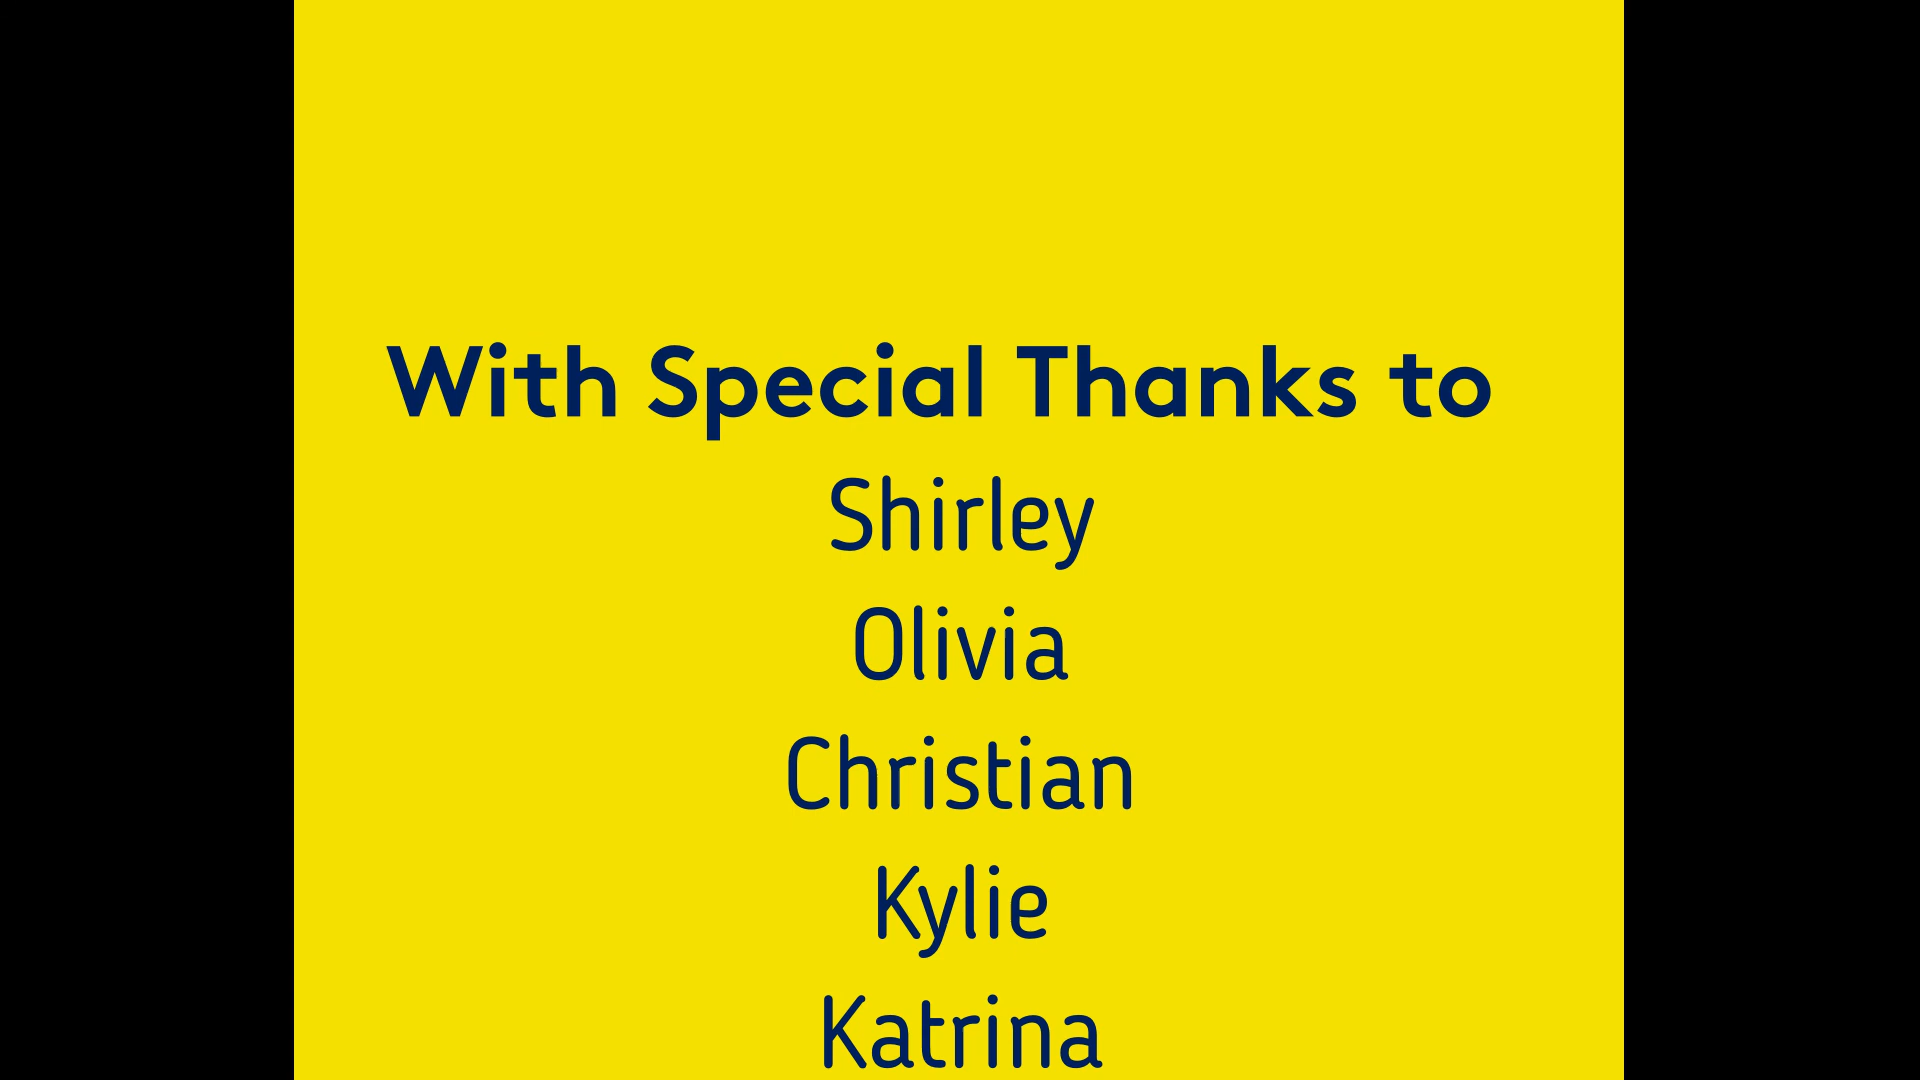 With Special Thanks to
Shirley
Olivia
Christian
Kylie
Katrina